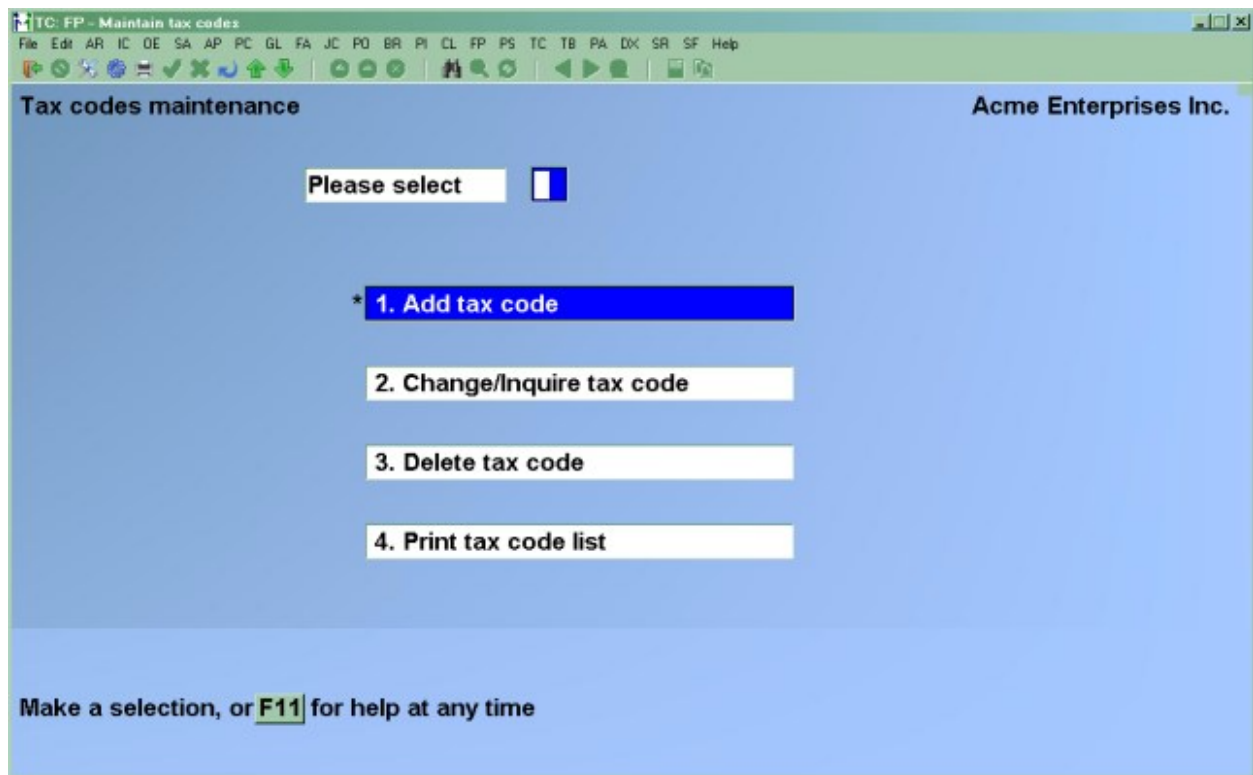 TC: FP - Maintain tax codes
File Edit AR IC OE SA AP PC GL FA JC PO BR PI CL FP PS TC TB PA DX SR SF Help
Tax codes maintenance Acme Enterprises Inc.
Please select
* 1. Add tax code
2. Change/Inquire tax code
3. Delete tax code
4. Print tax code list
Make a selection, or F11 for help at any time